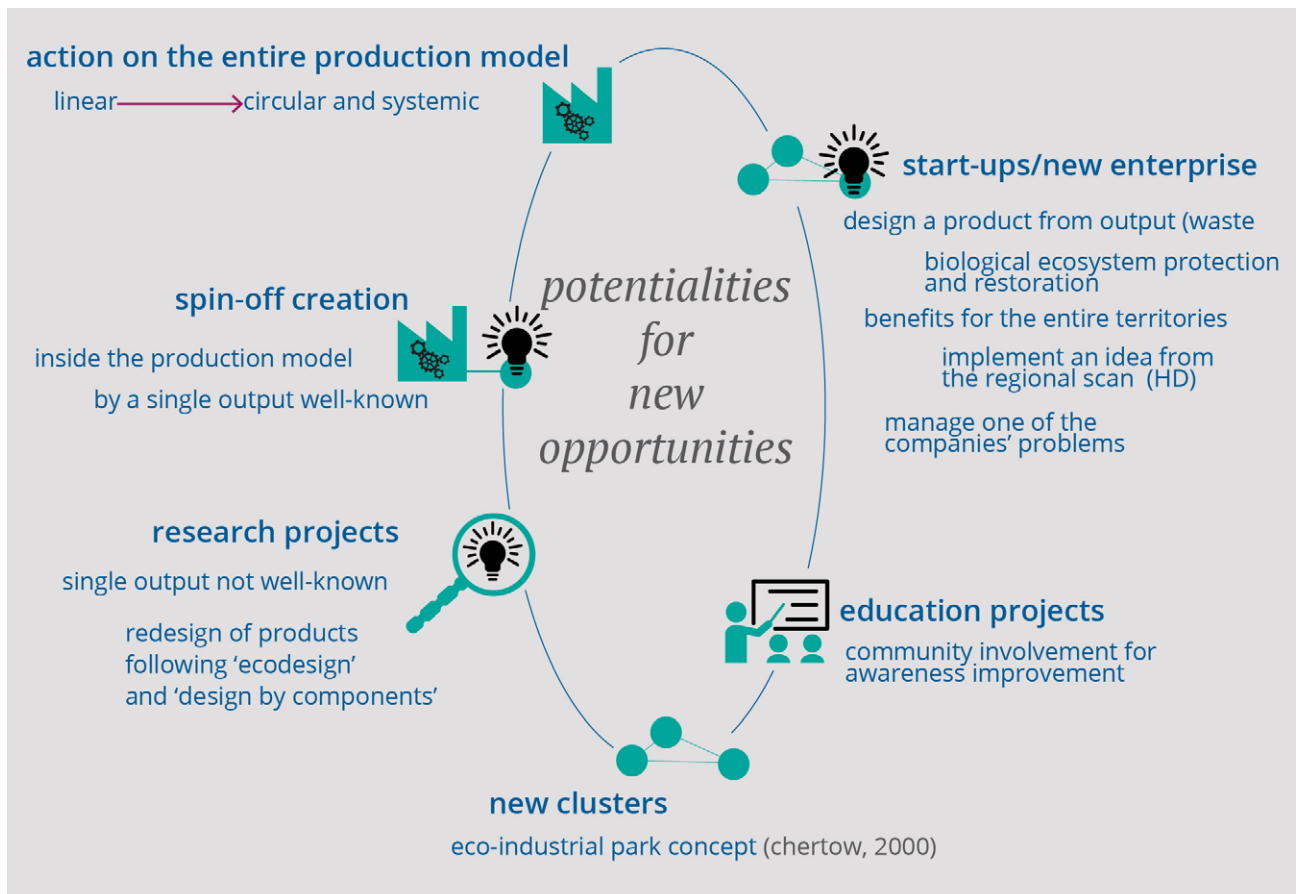 action on the entire production model
linear circular and systemic
start-ups/new enterprise
design a product from output (waste
biological ecosystem protection
and restoration
benefits for the entire territories
implement an idea from
the regional scan (HD)
manage one of the
companies’ problems
potentialities
for
new
opportunities
spin-off creation
inside the production model
by a single output well-known
research projects
single output not well-known
redesign of products
following ‘ecodesign’
and ‘design by components’
education projects
community involvement for
awareness improvement
new clusters
eco-industrial park concept (chertow, 2000)